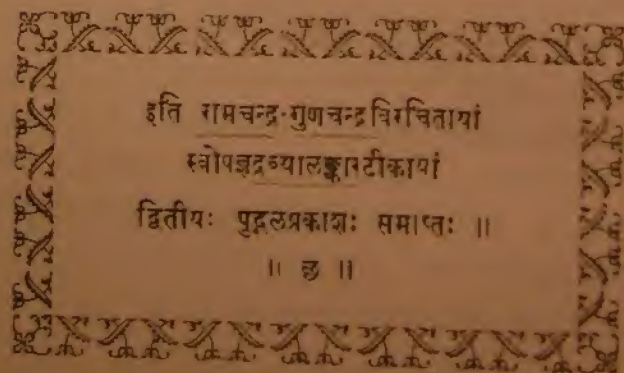 इति रामचन्द्र-गुणचन्द्रविरचितायां
स्वोपज्ञद्रव्यालङ्कारटीकायां
द्वितीयः पुद्गलप्रकाशः समाप्तः ॥
॥ छ ॥